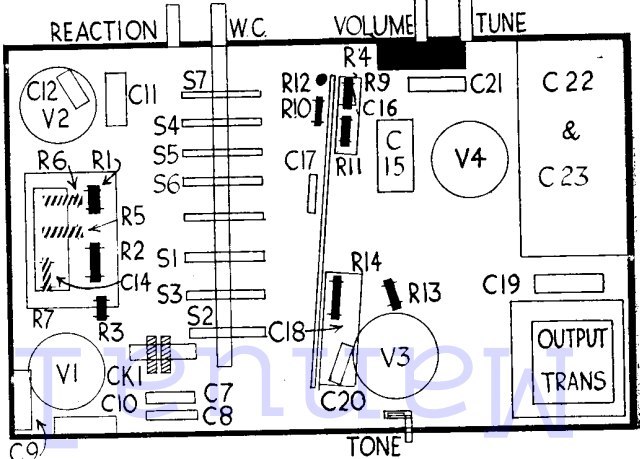 REACTION W.C. VOLUME TUNE
R4
C12 V2 C11 S7 R12 R9 C21 C22
R10 C16 & 
S4 C15 V4 C23
R6 R1 S5 C17 R11
S6
R5
R2 S1
C14 R14
R7 R3 S3 R13 C19
S2 C18 OUTPUT
V1 CK1 V3 TRANS
C10 C7 C20
C8
C9 TONE
Manual